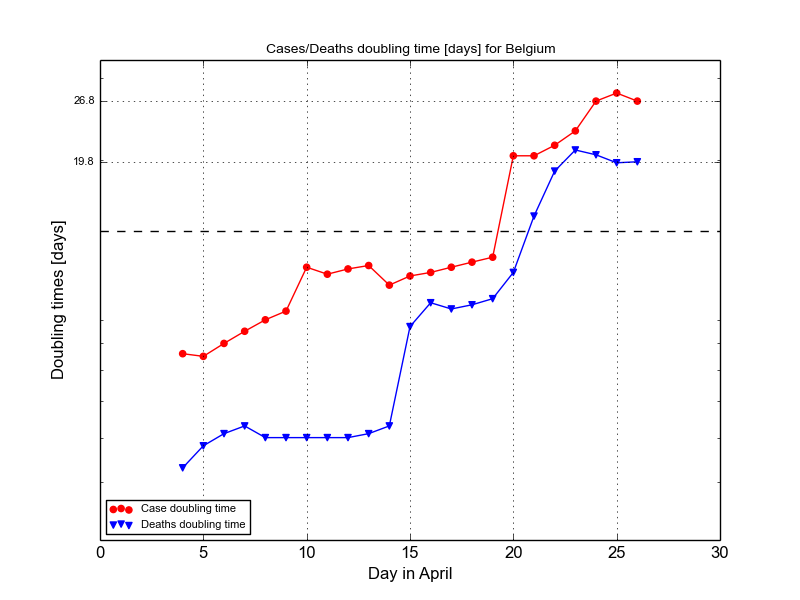 Cases/Deaths doubling time [days] for Belgium
26.8
19.8
Doubling times [days]
Case doubling time
Deaths doubling time
0 5 10 15 20 25 30
Day in April